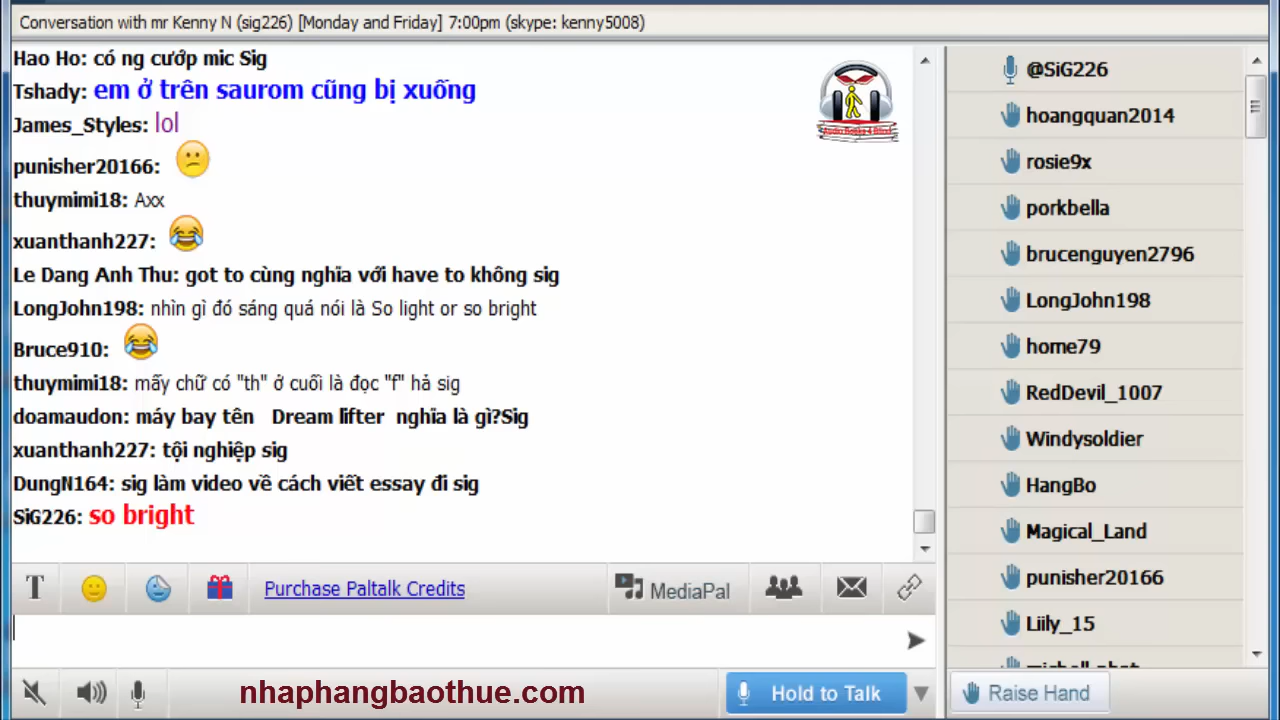 Conversation with mr Kenny N (sig226) [Monday and Friday] 7:00pm (skype: kenny5008)
Hao Ho: có ng cướp mic Sig
Tshady: em ở trên saurom cũng bị xuống
James_Styles: lol
punisher20166:
thuymimi18: Axx
xuanthanh227:
Le Dang Anh Thu: got to cùng nghĩa với have to không sig
LongJohn198: nhìn gì đó sáng quá nói là So light or so bright
Bruce910:
thuymimi18: mấy chữ có "th" ở cuối là đọc "f" hả sig
doamaudon: máy bay tên Dream lifter nghĩa là gì?Sig
xuanthanh227: tội nghiệp sig
DungN164: sig làm video về cách viết essay đi sig
SiG226: so bright
T
Purchase Paltalk Credits
MediaPal
nhaphangbaothue.com
Hold to Talk
@SiG226
hoangquan2014
rosie9x
porkbella
brucenguyen2796
LongJohn198
home79
RedDevil_1007
Windysoldier
HangBo
Magical_Land
punisher20166
Liily_15
Raise Hand